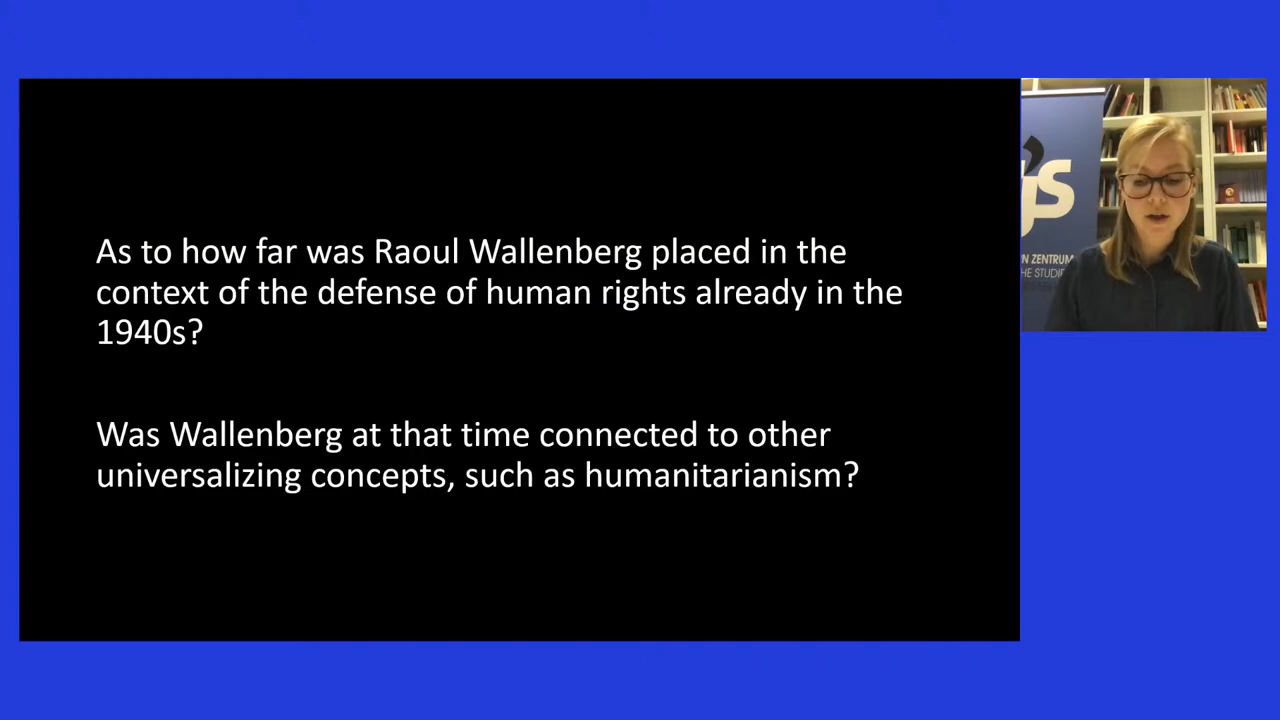 As to how far was Raoul Wallenberg placed in the
context of the defense of human rights already in the
1940s?
Was Wallenberg at that time connected to other
universalizing concepts, such as humanitarianism?
ZENTRUM